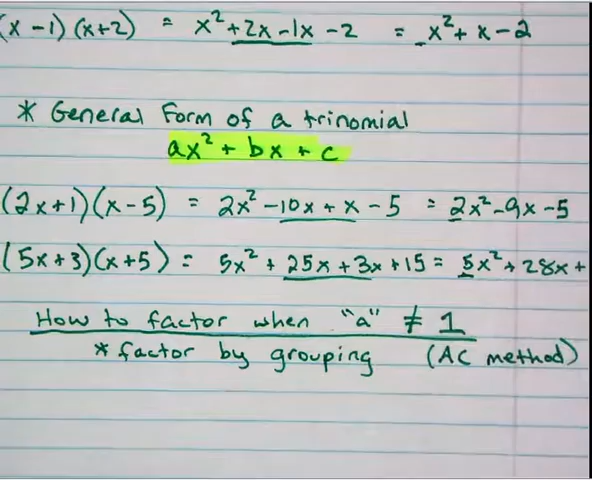 (x -1) (x+2) = x² + 2x - 1x - 2 = x² + x - 2
* General Form of a trinomial
ax² + bx + c
(2x+1)(x-5) = 2x² - 10x + x - 5 = 2x² - 9x - 5
(5x+3)(x+5) = 5x² + 25x + 3x + 15 = 5x² + 28x +
How to factor when "a" ≠ 1
* factor by grouping (AC method)